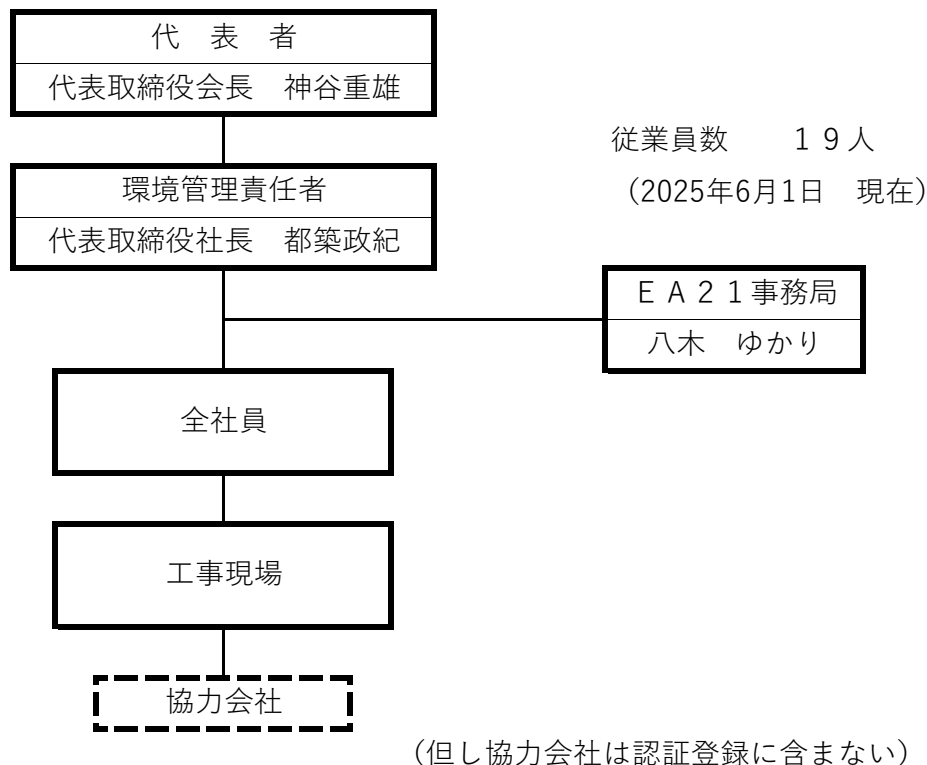 代　表　者
代表取締役会長　神谷重雄
従業員数　　１９人
（2025年6月1日　現在）
環境管理責任者
代表取締役社長　都築政紀
ＥＡ２１事務局
八木　ゆかり
全社員
工事現場
協力会社
（但し協力会社は認証登録に含まない）